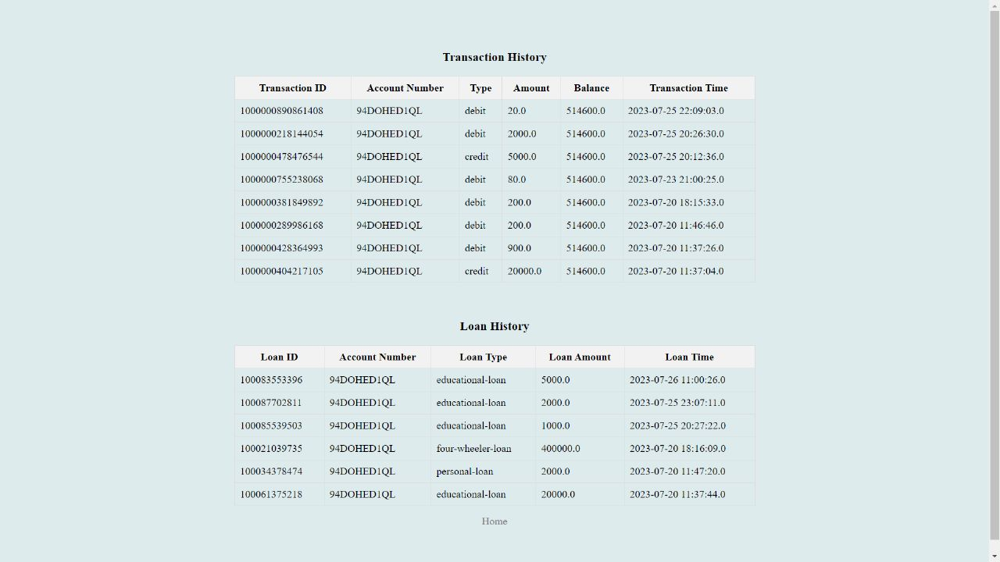 Transaction History
Transaction ID Account Number Type Amount Balance Transaction Time
1000000890861408 94DOHED1QL debit 20.0 514600.0 2023-07-25 22:09:03.0
1000000218144054 94DOHED1QL debit 2000.0 514600.0 2023-07-25 20:26:30.0
1000000478476544 94DOHED1QL credit 5000.0 514600.0 2023-07-25 20:12:36.0
1000000755238068 94DOHED1QL debit 80.0 514600.0 2023-07-23 21:00:25.0
1000000381849892 94DOHED1QL debit 200.0 514600.0 2023-07-20 18:15:33.0
1000000289986168 94DOHED1QL debit 200.0 514600.0 2023-07-20 11:46:46.0
1000000428364993 94DOHED1QL debit 900.0 514600.0 2023-07-20 11:37:26.0
1000000404217105 94DOHED1QL credit 20000.0 514600.0 2023-07-20 11:37:04.0
Loan History
Loan ID Account Number Loan Type Loan Amount Loan Time
100083553396 94DOHED1QL educational-loan 5000.0 2023-07-26 11:00:26.0
100087702811 94DOHED1QL educational-loan 2000.0 2023-07-25 23:07:11.0
100085539503 94DOHED1QL educational-loan 1000.0 2023-07-25 20:27:22.0
100021039735 94DOHED1QL four-wheeler-loan 400000.0 2023-07-20 18:16:09.0
100034378474 94DOHED1QL personal-loan 2000.0 2023-07-20 11:47:20.0
100061375218 94DOHED1QL educational-loan 20000.0 2023-07-20 11:37:44.0
Home